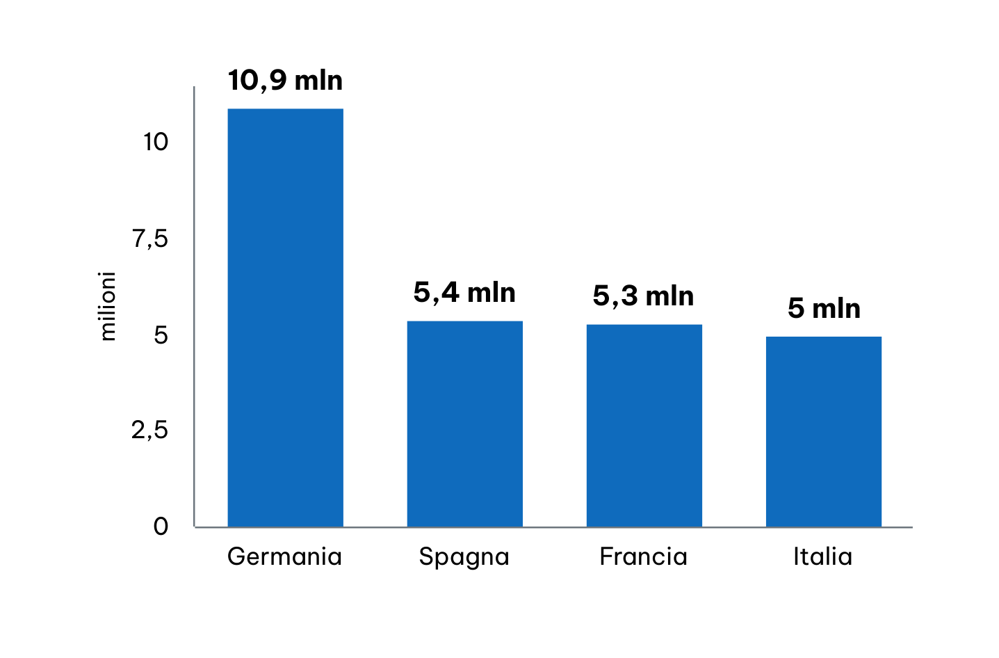 10,9 mln
10
7,5
5,4 mln
5,3 mln
5 mln
milioni
5
2,5
0
Germania
Spagna
Francia
Italia